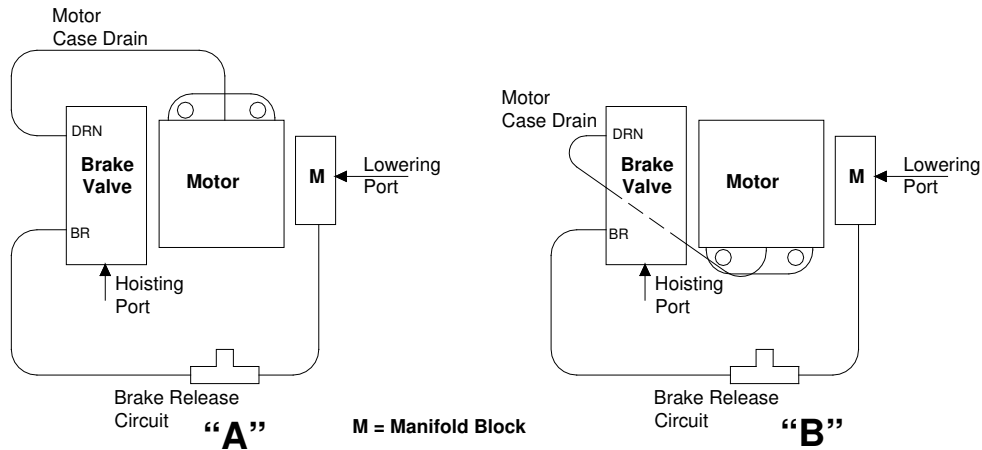 Motor
Case Drain
DRN
Brake
Valve
Motor
M
Lowering
Port
BR
Hoisting
Port
Brake Release
Circuit
“A”
M = Manifold Block
Motor
Case Drain
DRN
Brake
Valve
Motor
M
Lowering
Port
BR
Hoisting
Port
Brake Release
Circuit
“B”